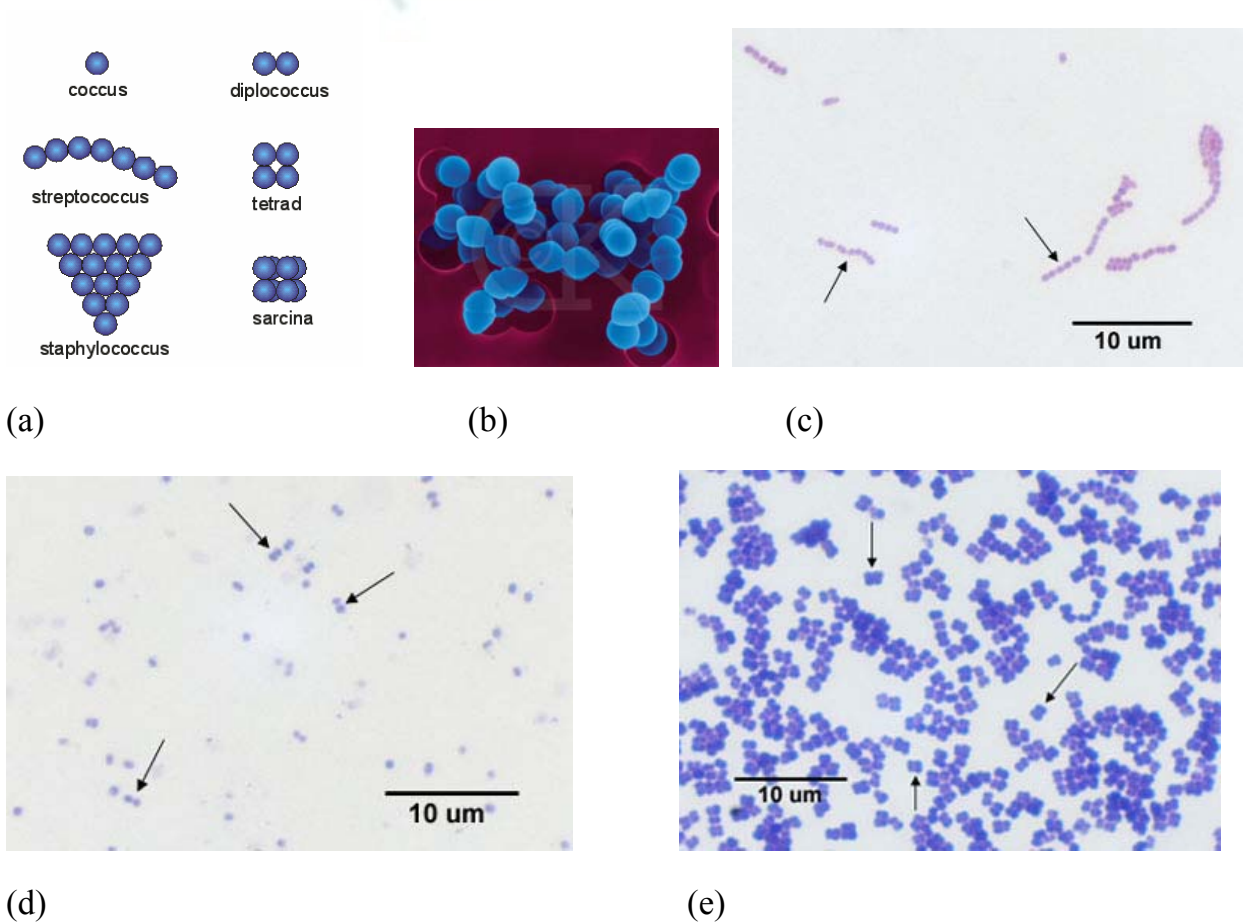 coccus
diplococcus
streptococcus
tetrad
staphylococcus
sarcina
10 um
(a)
(b)
(c)
10 um
10 um
(d)
(e)